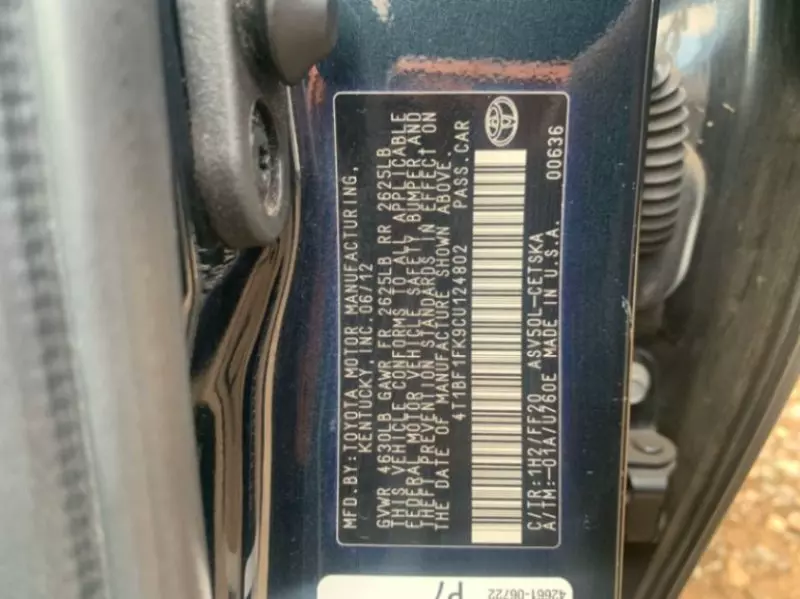 MFD.BY:TOYOTA MOTOR MANUFACTURING,
KENTUCKY,INC.06/12
GVWR 4630LB GAWR FR 2625LB RR 2625LB
THIS VEHICLE CONFORMS TO ALL APPLICABLE
FEDERAL MOTOR VEHICLE SAFETY, BUMPER,AND
THEFT PREVENTION STANDARDS IN EFFECT ON
THE DATE OF MANUFACTURE SHOWN ABOVE.
4T1BF1FK9CU124802 PASS.CAR
C/TR:1H2/FF20 ASV50L-CETSKA 00636
A/TM:-01A/U760E MADE IN U.S.A.
42661-06722
P7